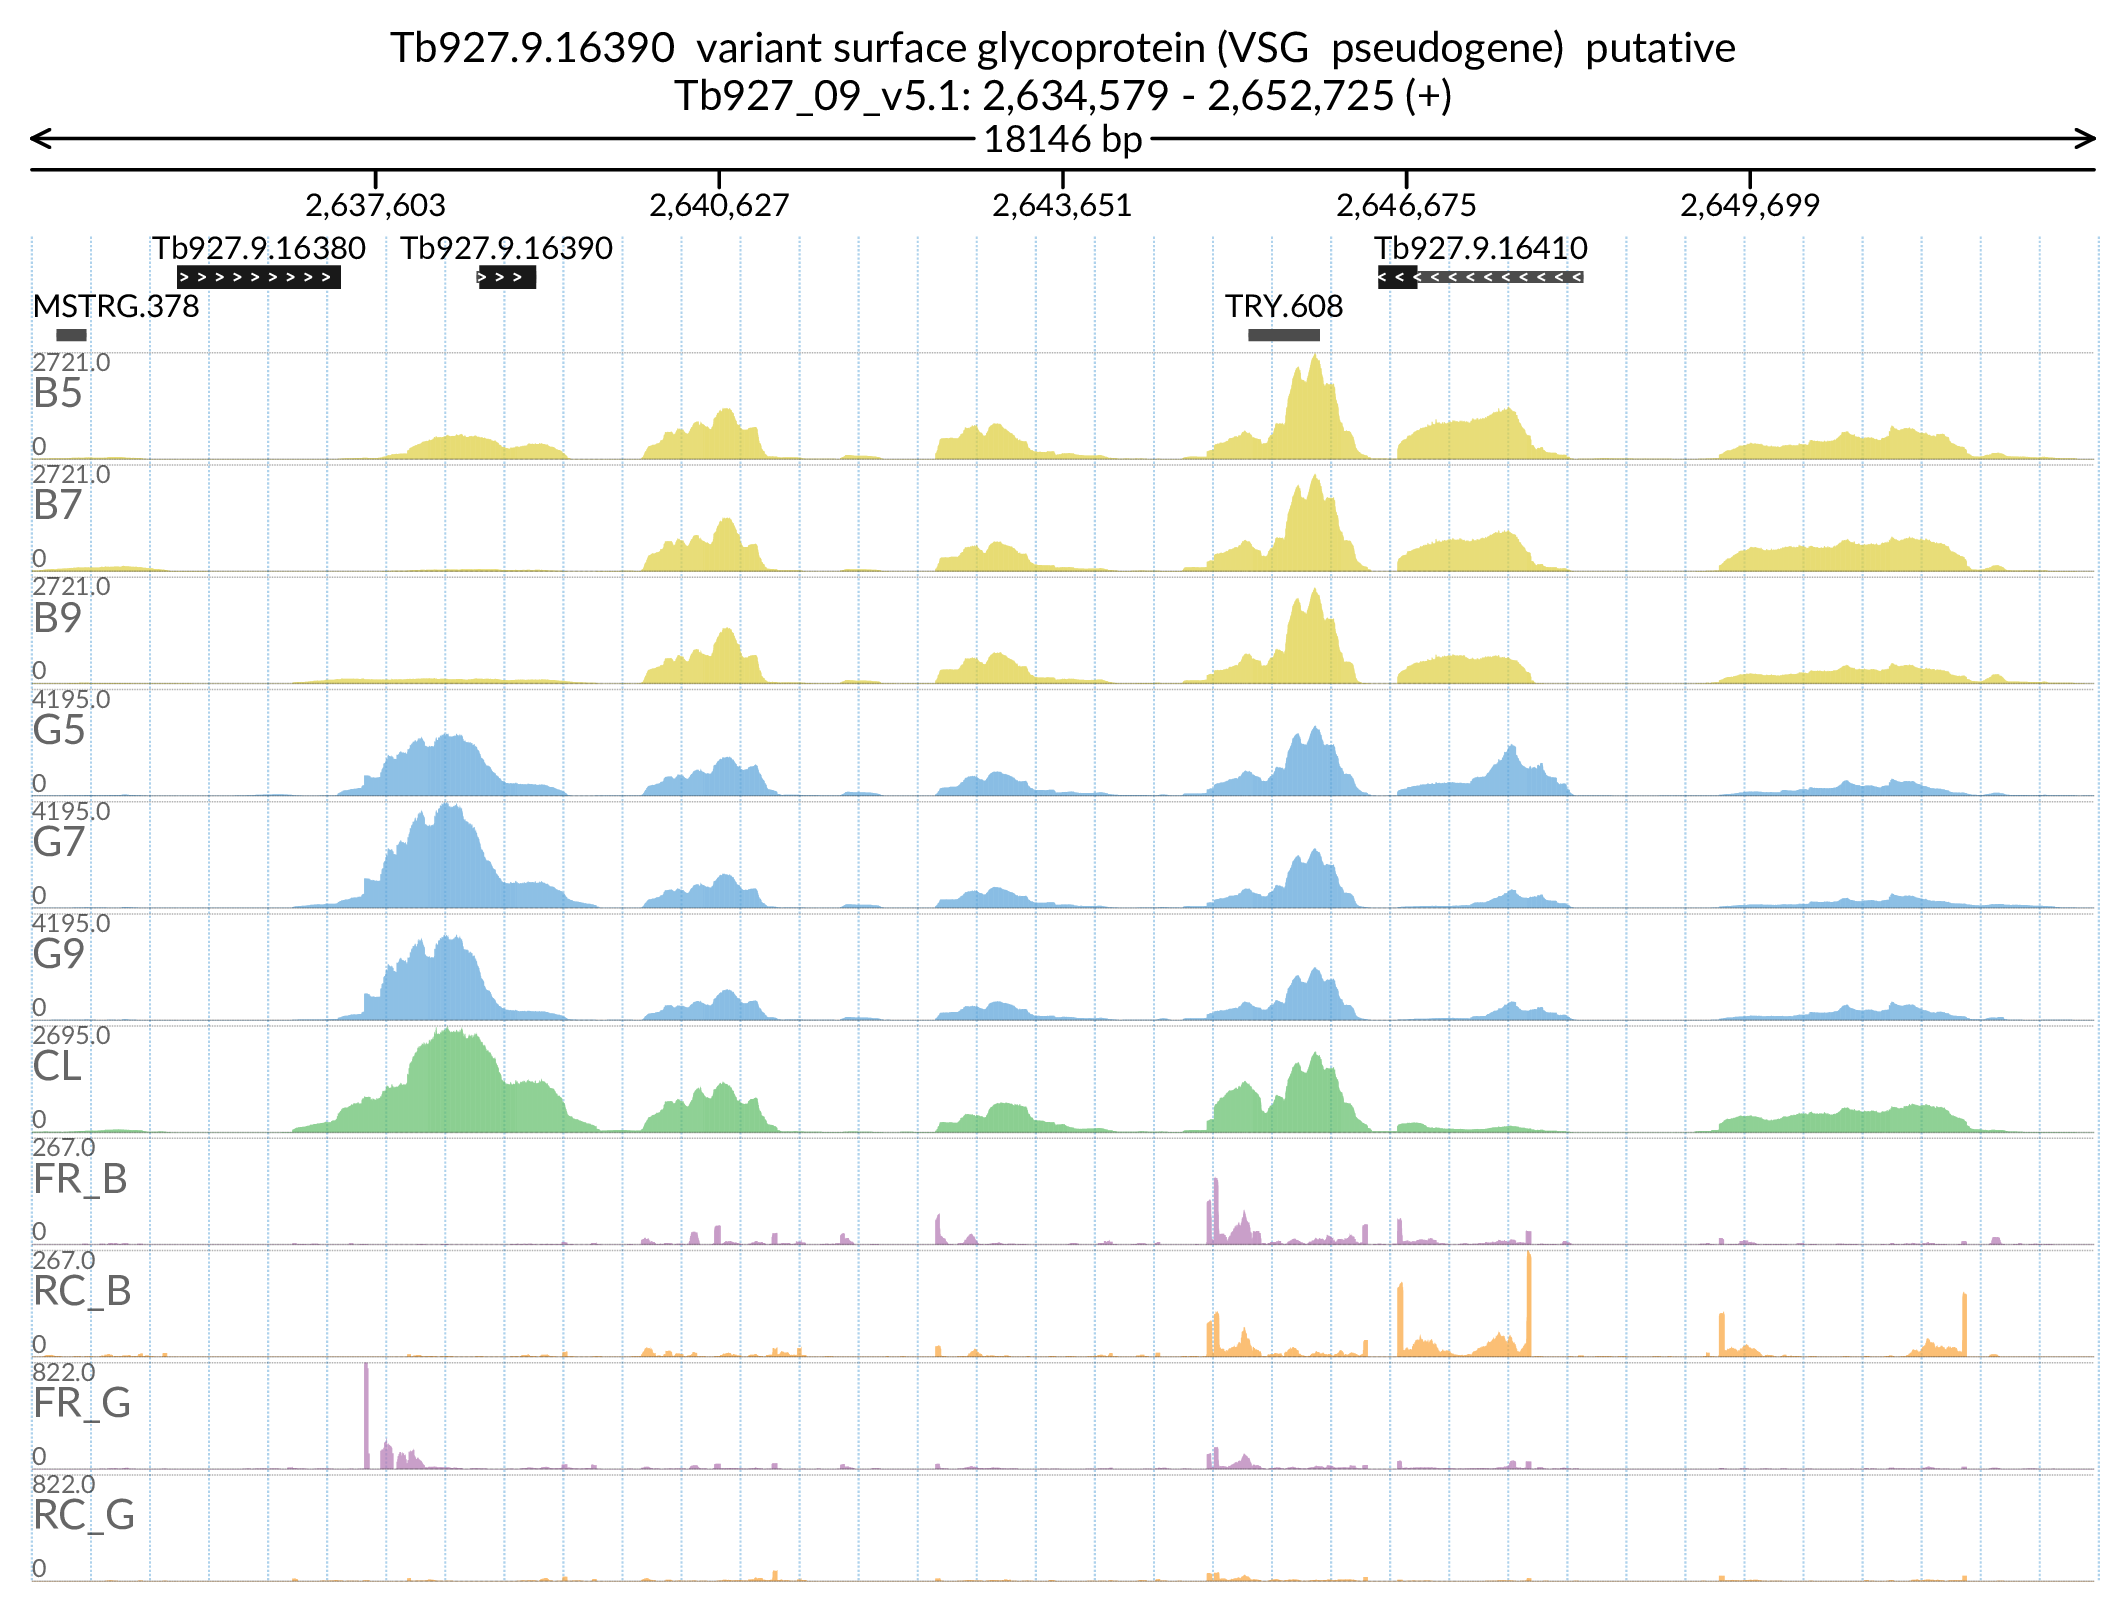 Tb927.9.16390 variant surface glycoprotein (VSG pseudogene) putative
Tb927_09_v5.1: 2,634,579 - 2,652,725 (+)
18146 bp
2,637,603 2,640,627 2,643,651 2,646,675 2,649,699
Tb927.9.16380 Tb927.9.16390 Tb927.9.16410
MSTRG.378 TRY.608
2721.0
B5
0
2721.0
B7
0
2721.0
B9
0
4195.0
G5
0
4195.0
G7
0
4195.0
G9
0
2695.0
CL
0
267.0
FR_B
0
267.0
RC_B
0
822.0
FR_G
0
822.0
RC_G
0